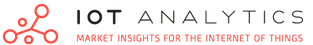 IOT ANALYTICS
MARKET INSIGHTS FOR THE INTERNET OF THINGS